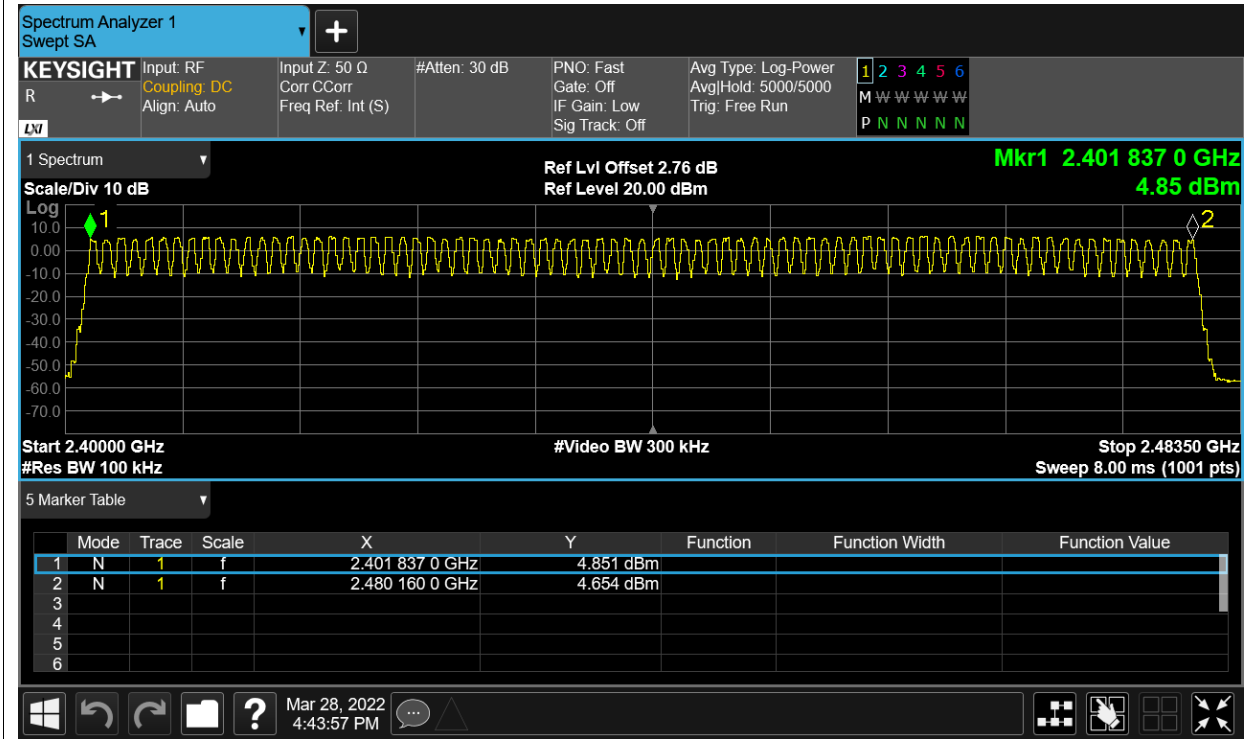 Spectrum Analyzer 1
Swept SA
KEYSIGHT Input: RF Input Z: 50 Ω #Atten: 30 dB PNO: Fast Avg Type: Log-Power 1 2 3 4 5 6
R Coupling: DC Corr CCorr Gate: Off Avg|Hold: 5000/5000 M W W W W W W
Align: Auto Freq Ref: Int (S) IF Gain: Low Trig: Free Run P N N N N N N
LXI Sig Track: Off
1 Spectrum Ref Lvl Offset 2.76 dB Mkr1 2.401 837 0 GHz
Scale/Div 10 dB Ref Level 20.00 dBm 4.85 dBm
Log
1 2
10.0
0.00
-10.0
-20.0
-30.0
-40.0
-50.0
-60.0
-70.0
Start 2.40000 GHz #Video BW 300 kHz Stop 2.48350 GHz
#Res BW 100 kHz Sweep 8.00 ms (1001 pts)
5 Marker Table
Mode Trace Scale X Y Function Function Width Function Value
1 N 1 f 2.401 837 0 GHz 4.851 dBm
2 N 1 f 2.480 160 0 GHz 4.654 dBm
3
4
5
6
? Mar 28, 2022
4:43:57 PM